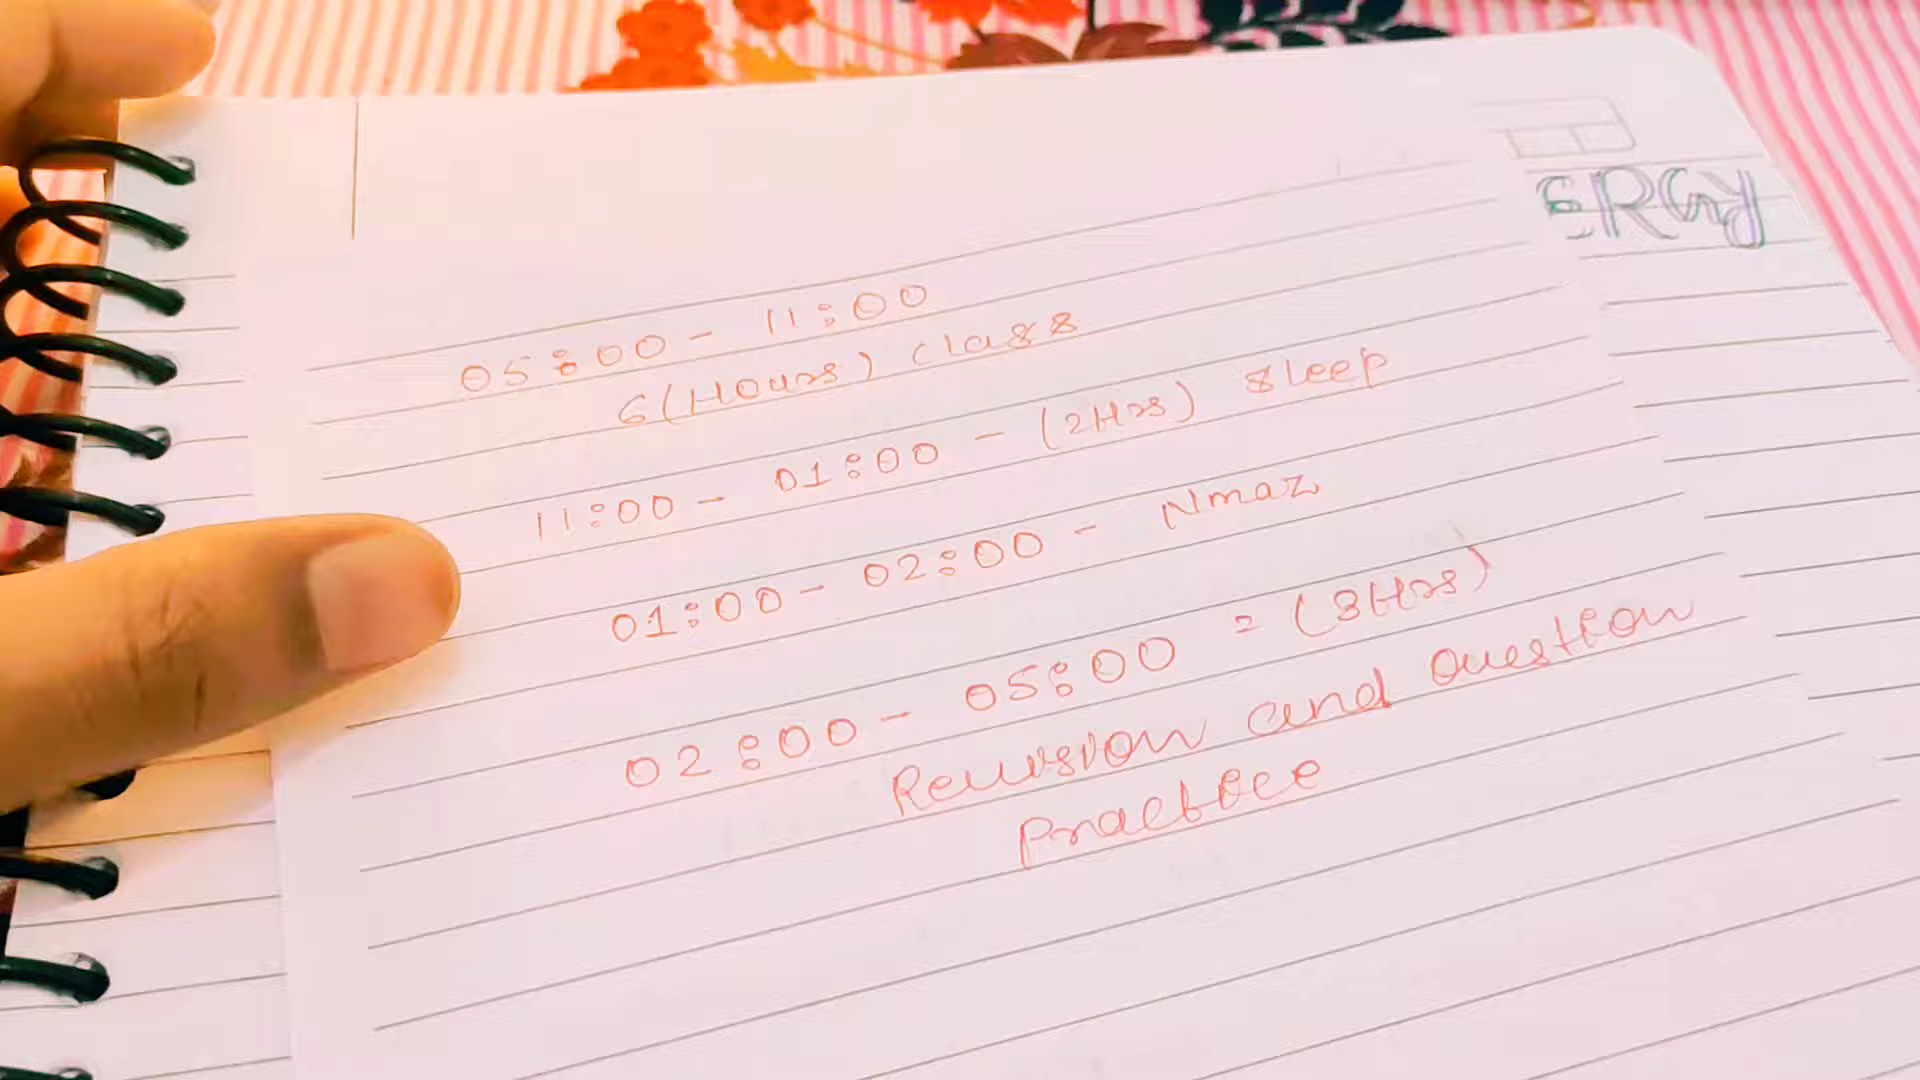 ERGY
05:00 - 11:00
6(Hours) class
11:00 - 01:00 - (2Hrs) sleep
01:00 - 02:00 - Nmaz
02:00 - 05:00 = (3Hrs)
Revision and Question
Practice